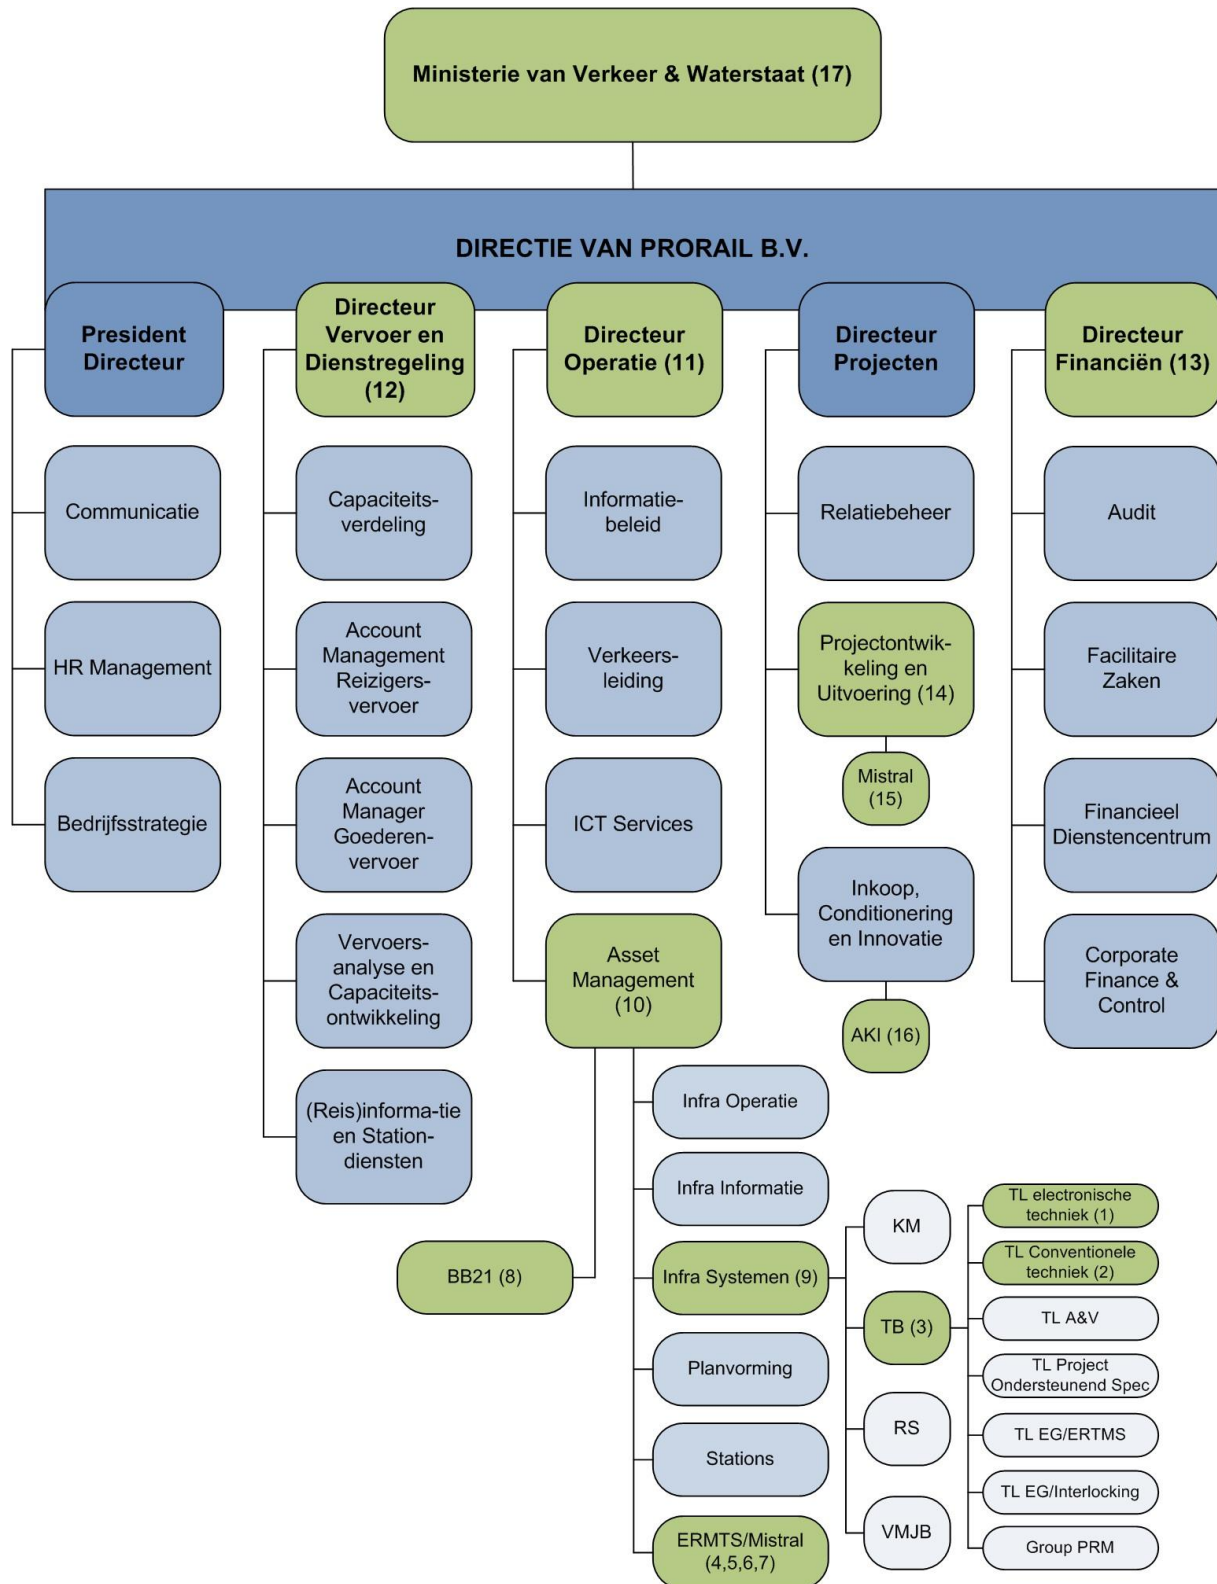 Ministerie van Verkeer & Waterstaat (17)
DIRECTIE VAN PRORAIL B.V.
President
Directeur
Communicatie
HR Management
Bedrijfsstrategie
Directeur
Vervoer en
Dienstregeling
(12)
Capaciteits-
verdeling
Account
Management
Reizigers-
vervoer
Account
Manager
Goederen-
vervoer
Vervoers-
analyse en
Capaciteits-
ontwikkeling
(Reis)informa-tie
en Station-
diensten
Directeur
Operatie (11)
Informatie-
beleid
Verkeers-
leiding
ICT Services
Asset
Management
(10)
BB21 (8)
Infra Operatie
Infra Informatie
Infra Systemen (9)
Planvorming
Stations
ERMTS/Mistral
(4,5,6,7)
KM
TB (3)
RS
VMJB
TL electronische
techniek (1)
TL Conventionele
techniek (2)
TL A&V
TL Project
Ondersteunend Spec
TL EG/ERTMS
TL EG/Interlocking
Group PRM
Directeur
Projecten
Relatiebeheer
Projectontwik-
keling en
Uitvoering (14)
Mistral
(15)
Inkoop,
Conditionering
en Innovatie
AKI (16)
Directeur
Financiën (13)
Audit
Facilitaire
Zaken
Financieel
Dienstencentrum
Corporate
Finance &
Control